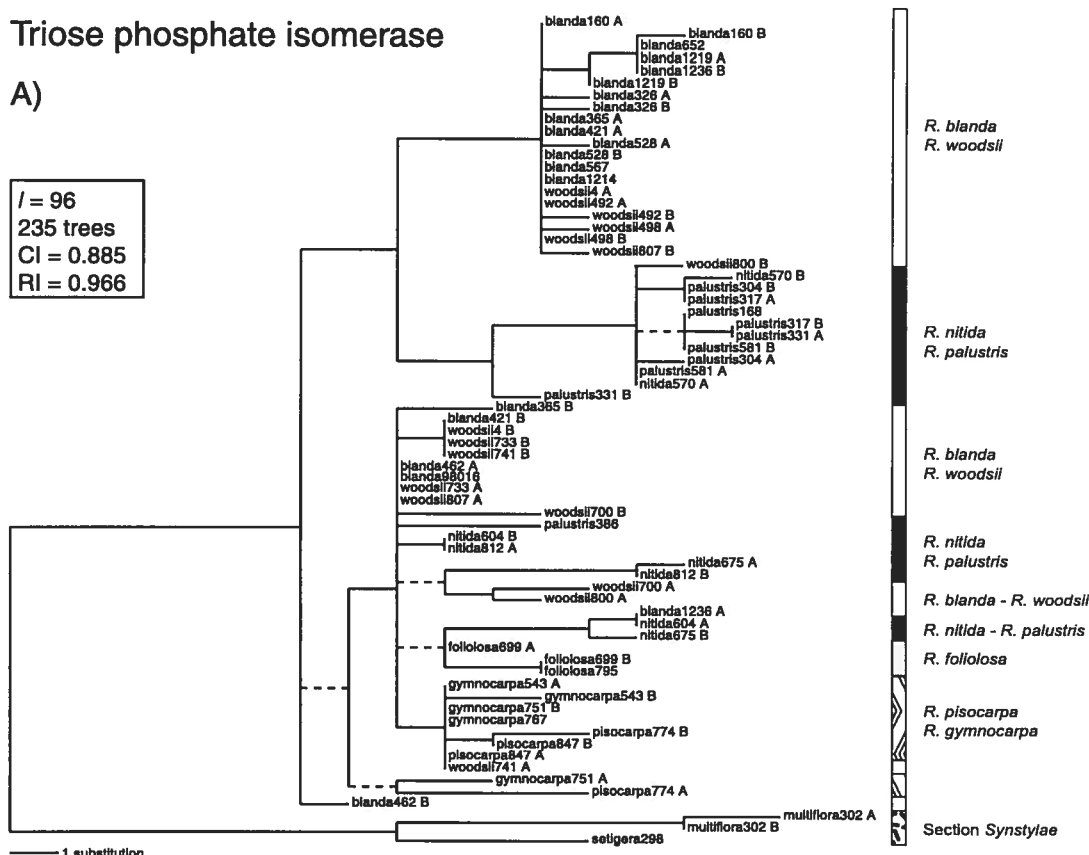 Triose phosphate isomerase
A)
l = 96
235 trees
CI = 0.885
RI = 0.966
blanda160 A
blanda160 B
blanda652
blanda1219 A
blanda1236 B
blanda1219 B
blanda326 A
blanda326 B
blanda365 A
blanda421 A
blanda528 A
blanda528 B
blanda567
blanda1214
woodsii4 A
woodsii492 A
woodsii492 B
woodsii498 A
woodsii498 B
woodsii807 B
woodsii800 B
nitida570 B
palustris304 B
palustris317 A
palustris168
palustris317 B
palustris331 A
palustris581 B
palustris304 A
palustris581 A
nitida570 A
palustris331 B
blanda365 B
blanda421 B
woodsii4 B
woodsii733 B
woodsii741 B
blanda462 A
blanda98016
woodsii733 A
woodsii807 A
woodsii700 B
palustris386
nitida604 B
nitida812 A
nitida675 A
nitida812 B
woodsii700 A
woodsii800 A
blanda1236 A
nitida604 A
nitida675 B
foliolosa699 A
foliolosa699 B
foliolosa795
gymnocarpa543 A
gymnocarpa543 B
gymnocarpa751 B
gymnocarpa767
pisocarpa774 B
pisocarpa847 B
pisocarpa847 A
woodsii741 A
gymnocarpa751 A
pisocarpa774 A
blanda462 B
multiflora302 A
multiflora302 B
setigera298
1 substitution
R. blanda
R. woodsii
R. nitida
R. palustris
R. blanda
R. woodsii
R. nitida
R. palustris
R. blanda - R. woodsii
R. nitida - R. palustris
R. foliolosa
R. pisocarpa
R. gymnocarpa
Section Synstylae